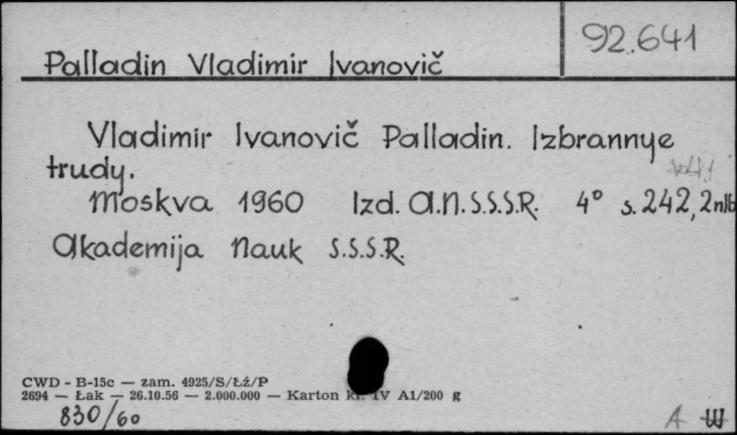 92.641
Palladin Vladimir Ivanovič
Vladimir Ivanovič Palladin. Izbrannye
trudy.
Moskva 1960 Izd. A.N.S.S.S.R. 4° s.242, 2nlb
Akademija Nauk S.S.S.R.
CWD - B-15c — zam. 4925/S/Łż/P
2694 — Łak — 26.10.56 — 2.000.000 — Karton kl. IV A1/200 g
830/60 A W